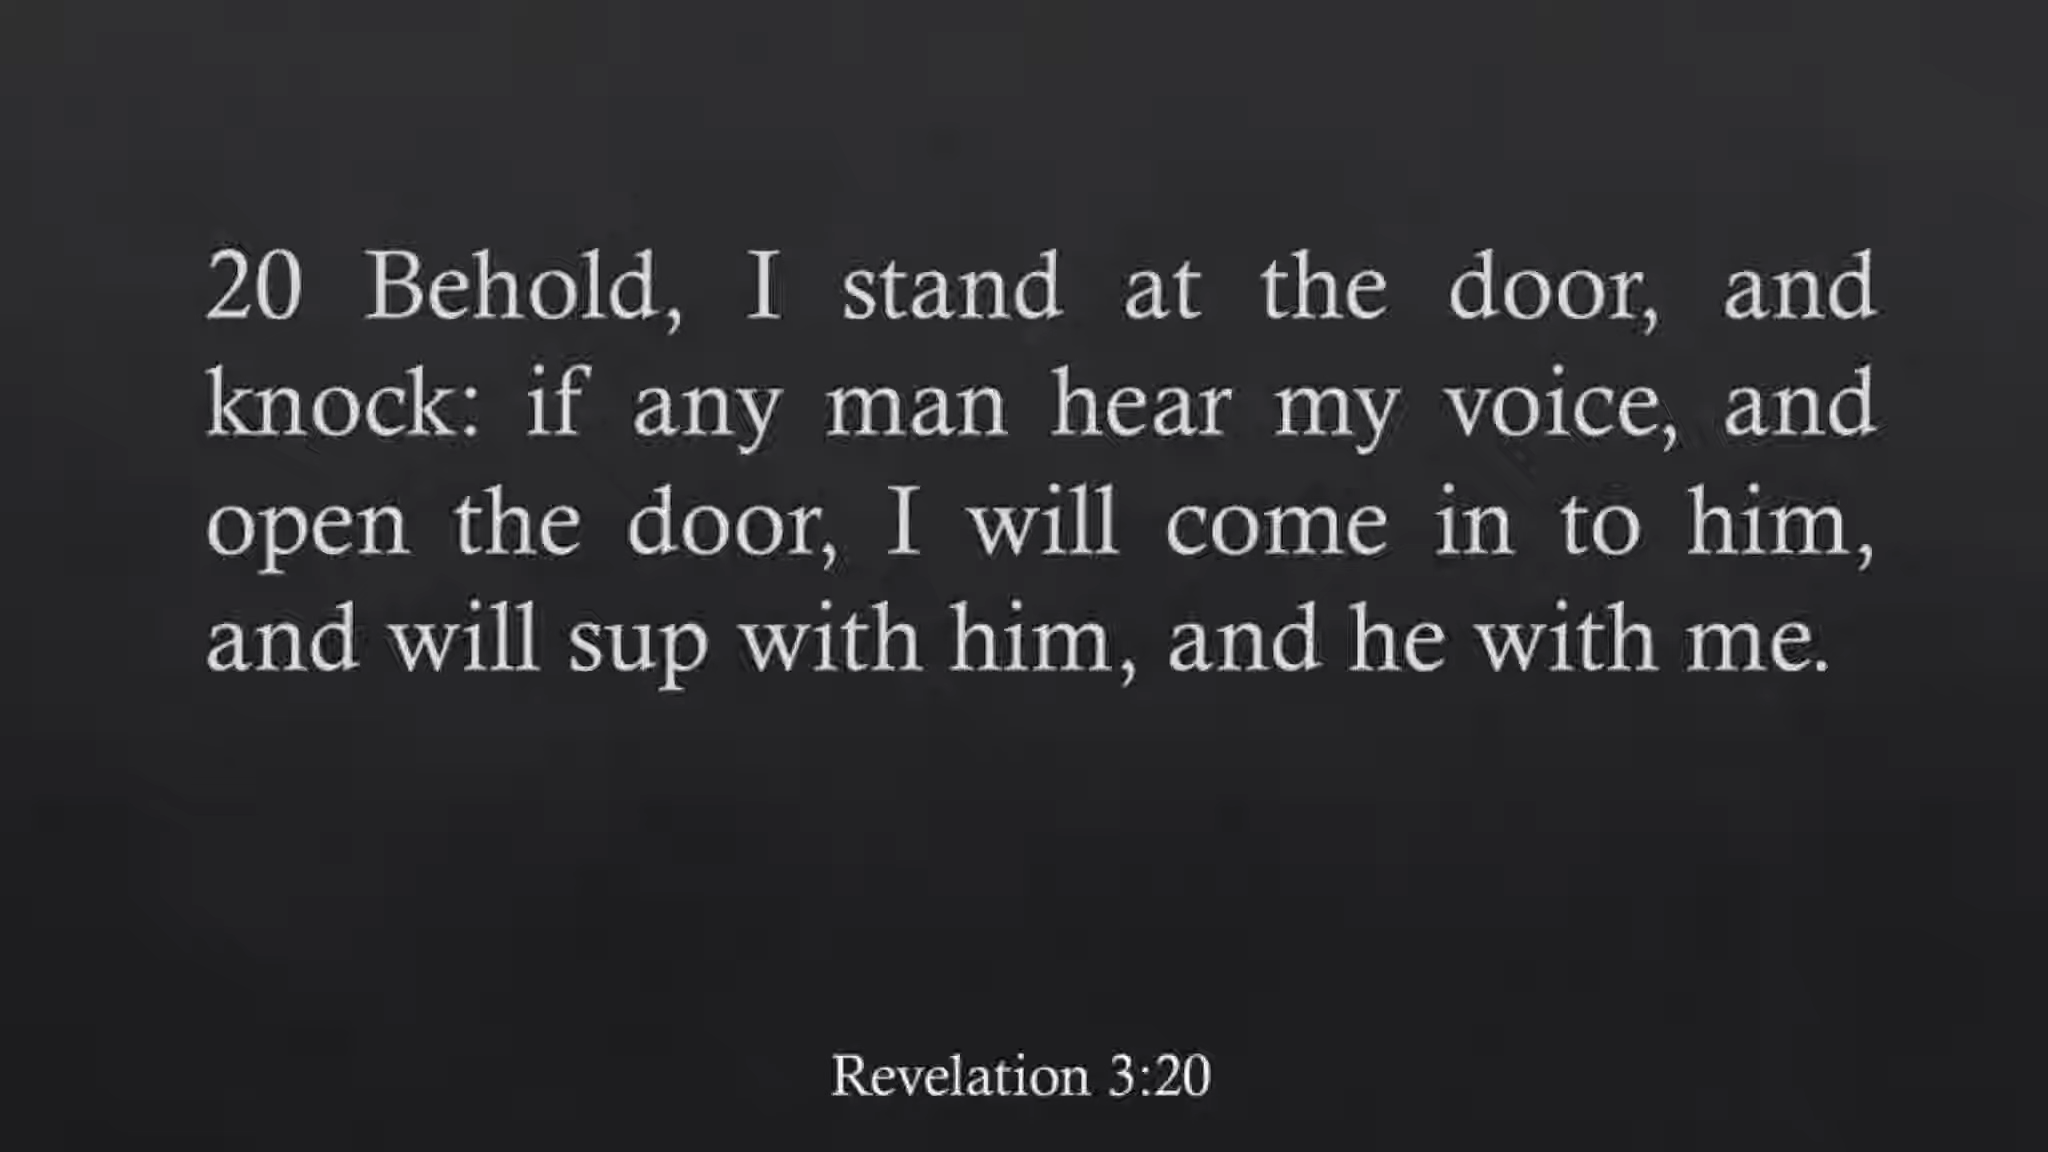 20 Behold, I stand at the door, and
knock: if any man hear my voice, and
open the door, I will come in to him,
and will sup with him, and he with me.
Revelation 3:20